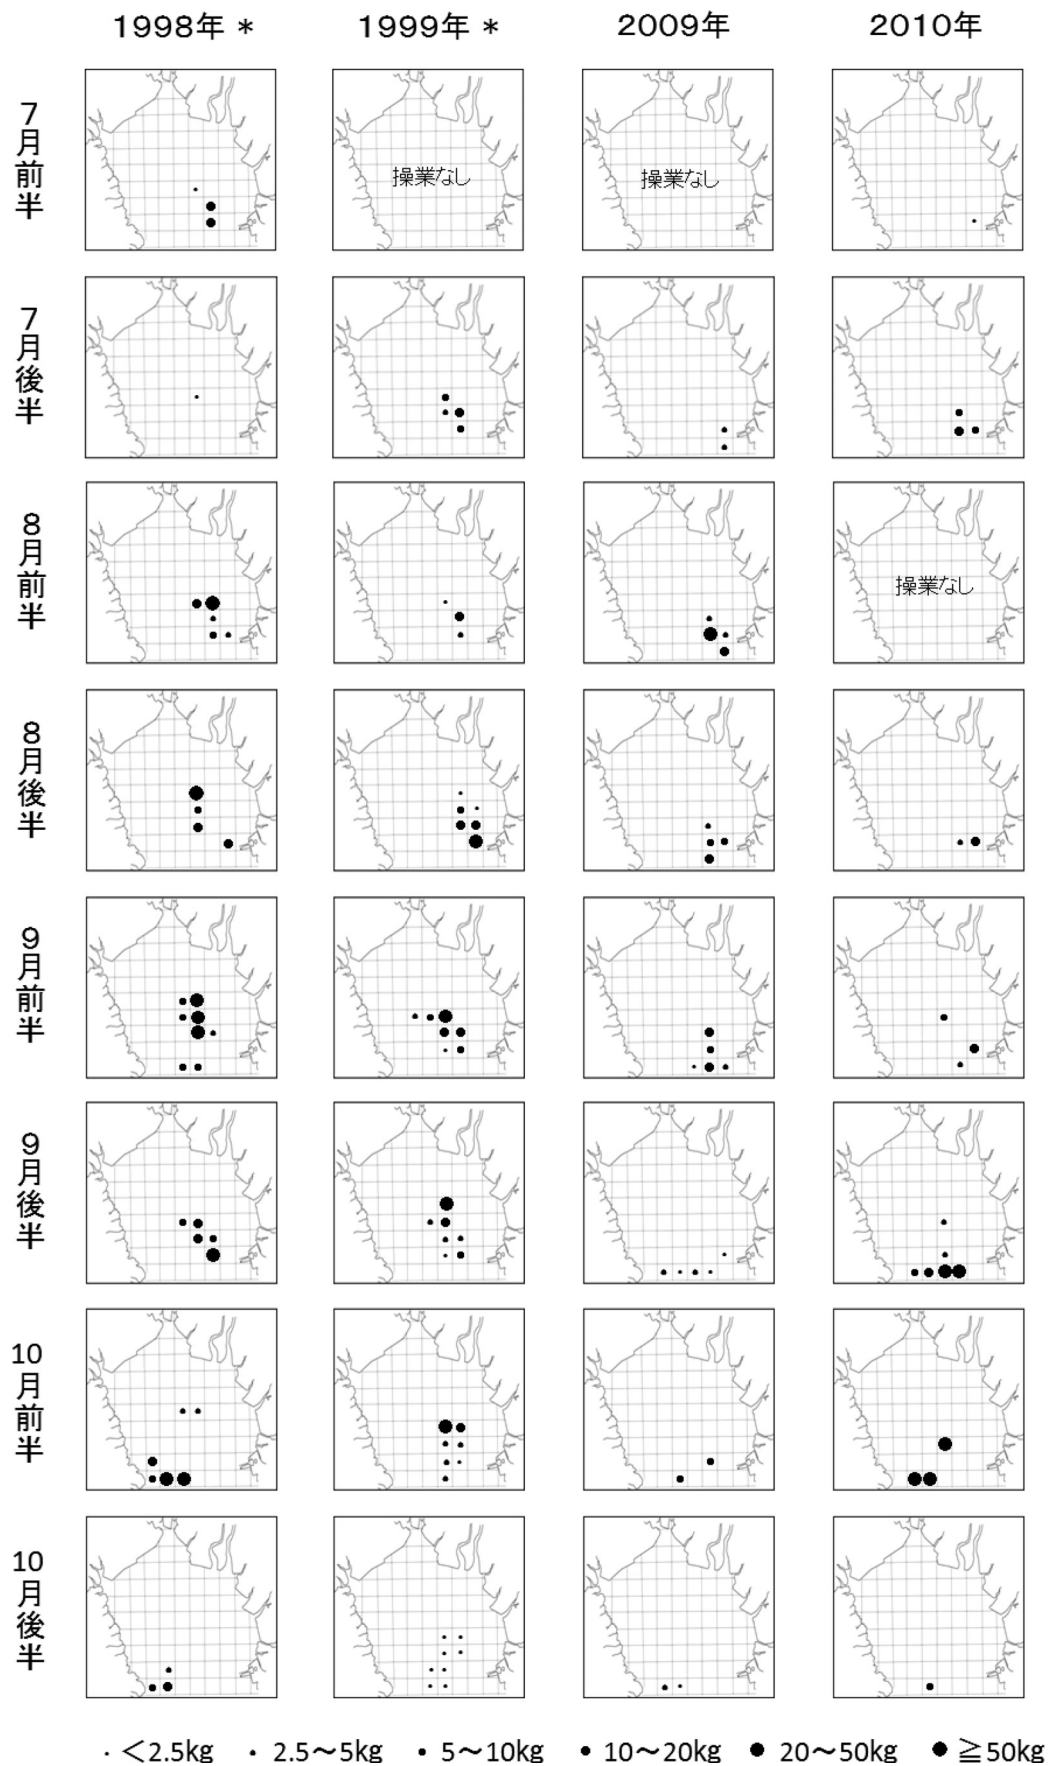 1998年 * 1999年 * 2009年 2010年
7月前半
操業なし 操業なし
7月後半
8月前半
操業なし
8月後半
9月前半
9月後半
10月前半
10月後半
<2.5kg 2.5～5kg 5～10kg 10～20kg 20～50kg ≧50kg